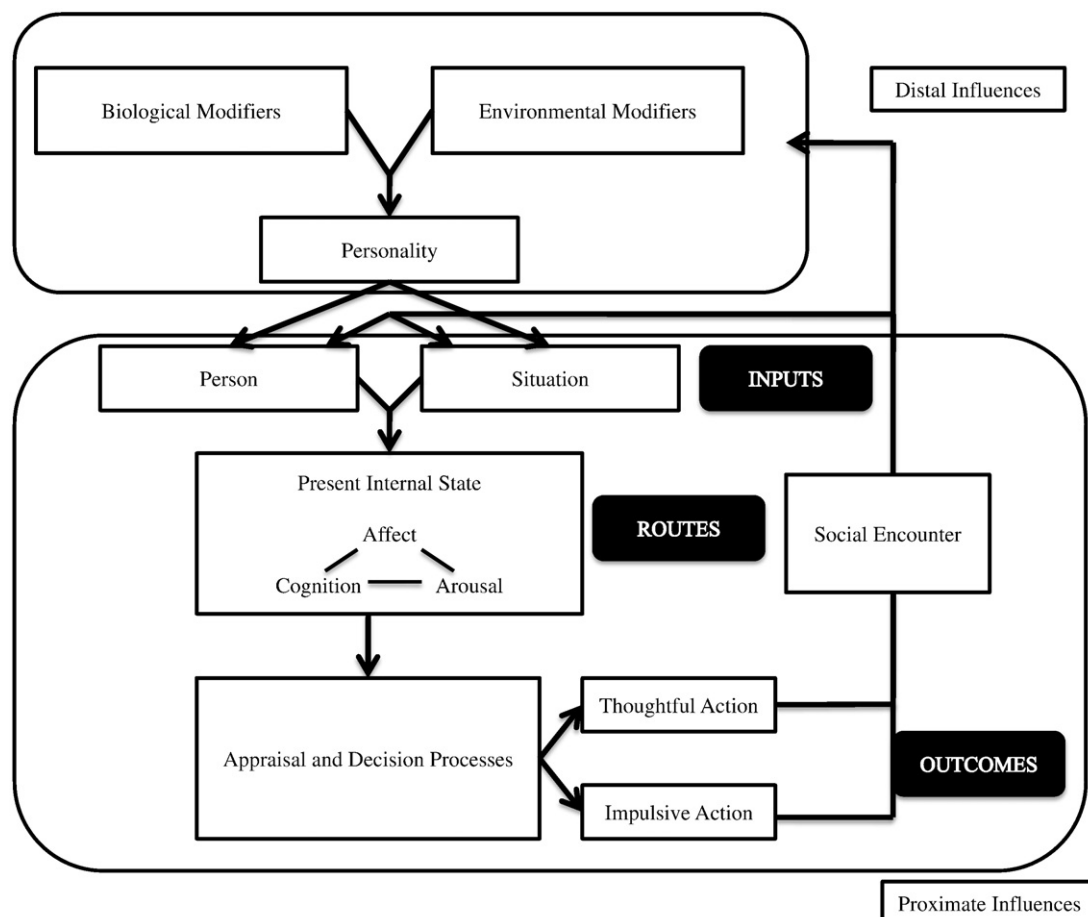 Biological Modifiers
Environmental Modifiers
Distal Influences
Personality
Person
Situation
INPUTS
Present Internal State
Affect
Cognition
Arousal
ROUTES
Social Encounter
Appraisal and Decision Processes
Thoughtful Action
Impulsive Action
OUTCOMES
Proximate Influences